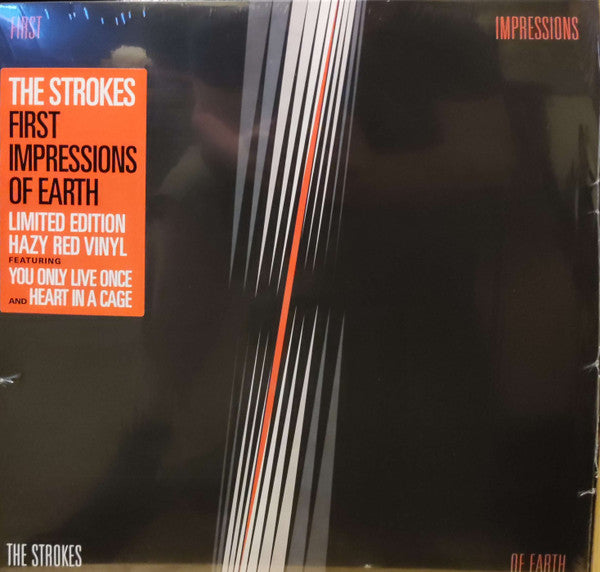 FIRST
IMPRESSIONS
THE STROKES
FIRST
IMPRESSIONS
OF EARTH
LIMITED EDITION
HAZY RED VINYL
FEATURING
YOU ONLY LIVE ONCE
AND HEART IN A CAGE
THE STROKES
OF EARTH